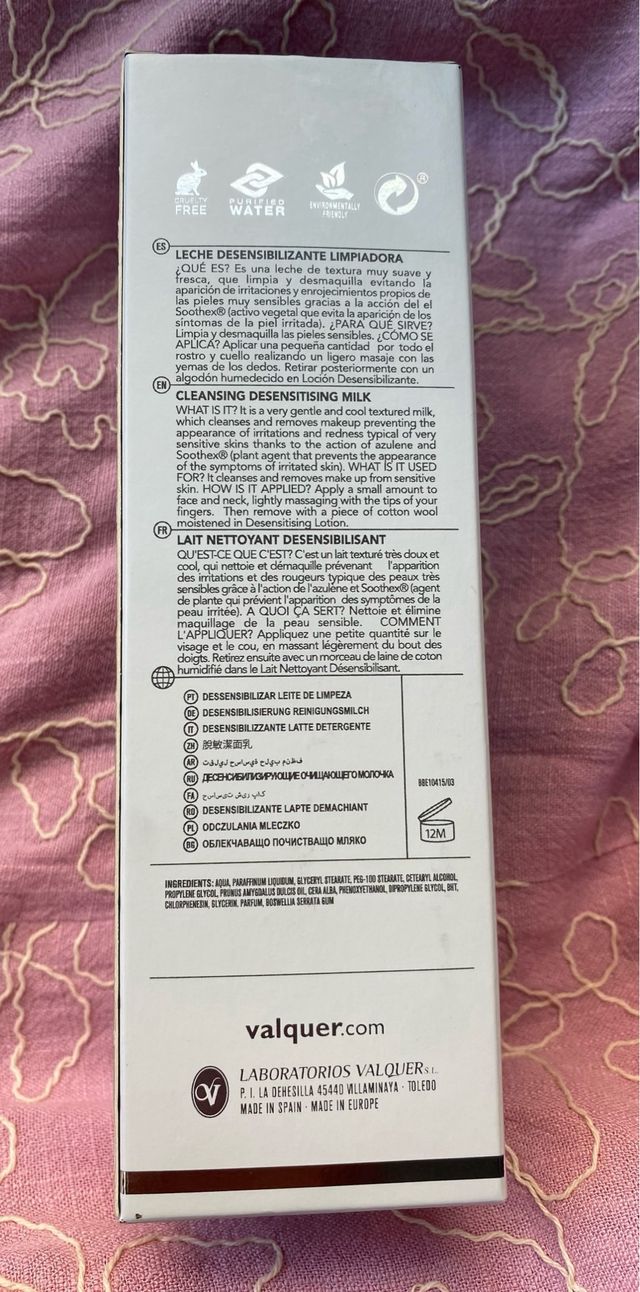 CRUELTY
FREE
PURIFIED
WATER
ENVIRONMENTALLY
FRIENDLY
®
ES
LECHE DESENSIBILIZANTE LIMPIADORA
¿QUÉ ES? Es una leche de textura muy suave y
fresca, que limpia y desmaquilla evitando la
aparición de irritaciones y enrojecimientos propios de
las pieles muy sensibles gracias a la acción del el
Soothex® (activo vegetal que evita la aparición de los
síntomas de la piel irritada). ¿PARA QUÉ SIRVE?
Limpia y desmaquilla las pieles sensibles. ¿CÓMO SE
APLICA? Aplicar una pequeña cantidad por todo el
rostro y cuello realizando un ligero masaje con las
yemas de los dedos. Retirar posteriormente con un
algodón humedecido en Loción Desensibilizante.
EN
CLEANSING DESENSITISING MILK
WHAT IS IT? It is a very gentle and cool textured milk,
which cleanses and removes makeup preventing the
appearance of irritations and redness typical of very
sensitive skins thanks to the action of azulene and
Soothex® (plant agent that prevents the appearance
of the symptoms of irritated skin). WHAT IS IT USED
FOR? It cleanses and removes make up from sensitive
skin. HOW IS IT APPLIED? Apply a small amount to
face and neck, lightly massaging with the tips of your
fingers. Then remove with a piece of cotton wool
moistened in Desensitising Lotion.
FR
LAIT NETTOYANT DESENSIBILISANT
QU'EST-CE QUE C'EST? C'est un lait texturé très doux et
cool, qui nettoie et démaquille prévenant l'apparition
des irritations et des rougeurs typique des peaux très
sensibles grâce à l'action de l'azulène et Soothex® (agent
de plante qui prévient l'apparition des symptômes de la
peau irritée). A QUOI ÇA SERT? Nettoie et élimine
maquillage de la peau sensible. COMMENT
L'APPLIQUER? Appliquez une petite quantité sur le
visage et le cou, en massant légèrement du bout des
doigts. Retirez ensuite avec un morceau de laine de coton
humidifié dans le Lait Nettoyant Désensibilisant.
PT DESSENSIBILIZAR LEITE DE LIMPEZA
DE DESENSIBILISIERUNG REINIGUNGSMILCH
IT DESENSIBILIZZANTE LATTE DETERGENTE
ZH 脫敏潔面乳
AR
RU ДЕСЕНСИБИЛИЗИРУЮЩИЕ ОЧИЩАЮЩЕГО МОЛОЧКА
FA
RO DESENSIBILIZANTE LAPTE DEMACHIANT
PL ODCZULANIA MLECZKO
BG ОБЛЕКЧАВАЩО ПОЧИСТВАЩО МЛЯКО
BBE10415/03
12M
INGREDIENTS: AQUA, PARAFFINUM LIQUIDUM, GLYCERYL STEARATE, PEG-100 STEARATE, CETEARYL ALCOHOL,
PROPYLENE GLYCOL, PRUNUS AMYGDALUS DULCIS OIL, CERA ALBA, PHENOXYETHANOL, DIPROPYLENE GLYCOL, BHT,
CHLORPHENESIN, GLYCERIN, PARFUM, BOSWELLIA SERRATA GUM
valquer.com
LABORATORIOS VALQUER S.L.
P. I. LA DEHESILLA 45440 VILLAMINAYA · TOLEDO
MADE IN SPAIN · MADE IN EUROPE